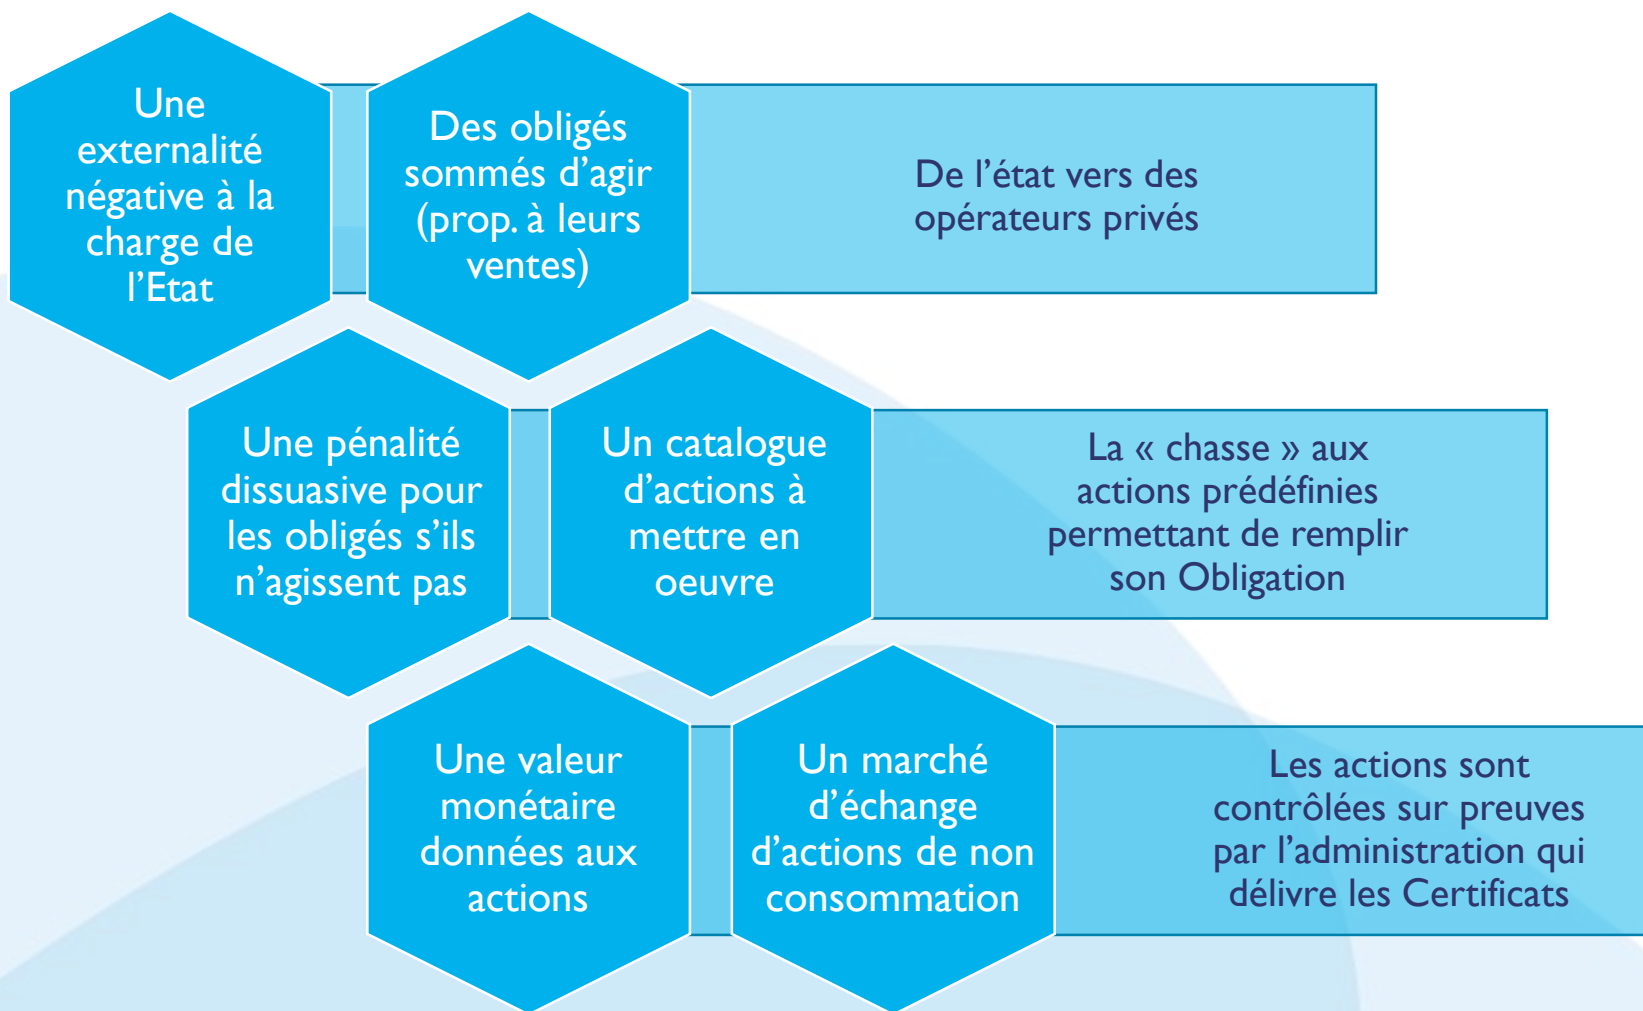 Une
externalité
négative à la
charge de
l'Etat
Des obligés
sommés d'agir
(prop. à leurs
ventes)
De l'état vers des
opérateurs privés
Une pénalité
dissuasive pour
les obligés s'ils
n'agissent pas
Un catalogue
d'actions à
mettre en
oeuvre
La « chasse » aux
actions prédéfinies
permettant de remplir
son Obligation
Une valeur
monétaire
données aux
actions
Un marché
d'échange
d'actions de non
consommation
Les actions sont
contrôlées sur preuves
par l'administration qui
délivre les Certificats